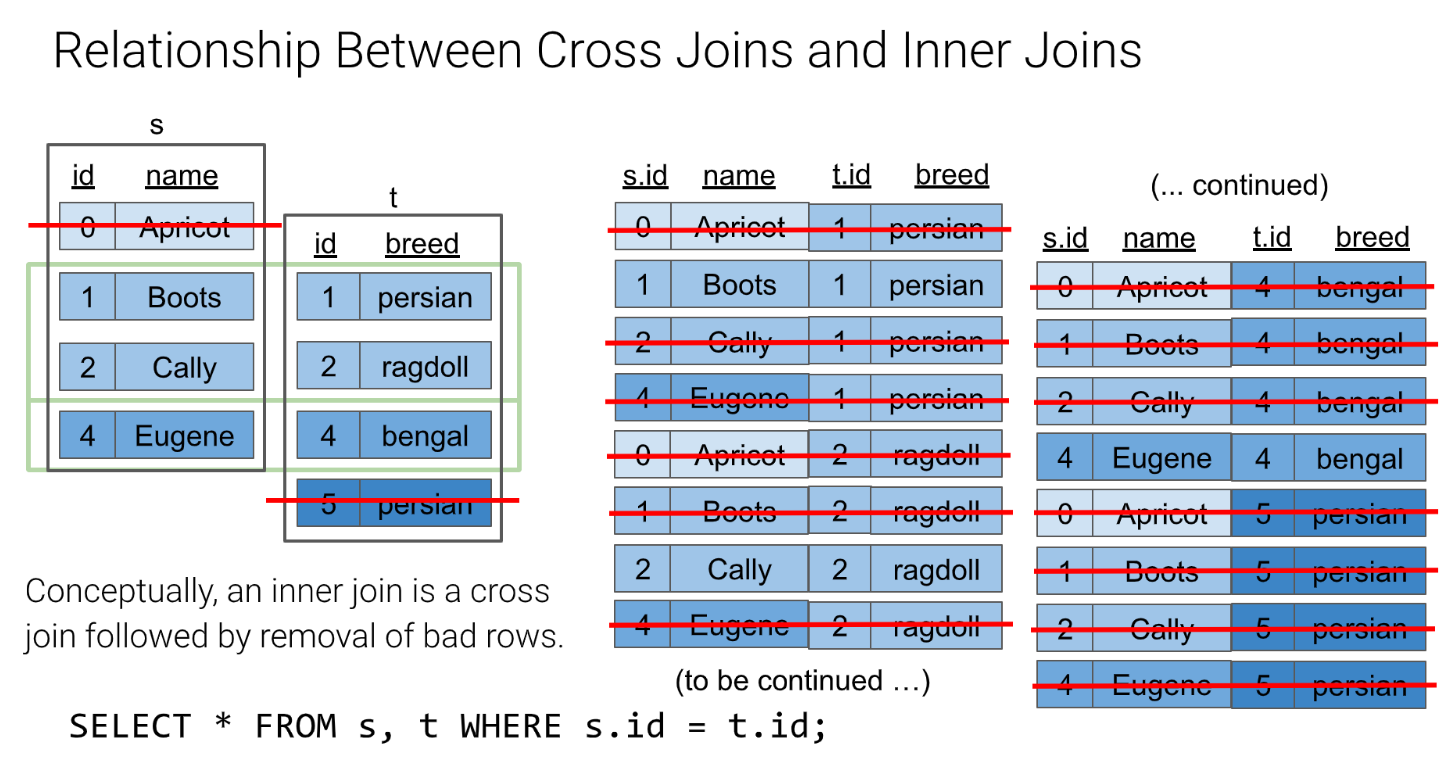 Relationship Between Cross Joins and Inner Joins
s
id name
0 Apricot
1 Boots
2 Cally
4 Eugene
t
id breed
1 persian
2 ragdoll
4 bengal
5 persian
Conceptually, an inner join is a cross
join followed by removal of bad rows.
s.id name t.id breed
0 Apricot 1 persian
1 Boots 1 persian
2 Cally 1 persian
4 Eugene 1 persian
0 Apricot 2 ragdoll
1 Boots 2 ragdoll
2 Cally 2 ragdoll
4 Eugene 2 ragdoll
(to be continued …)
(... continued)
s.id name t.id breed
0 Apricot 4 bengal
1 Boots 4 bengal
2 Cally 4 bengal
4 Eugene 4 bengal
0 Apricot 5 persian
1 Boots 5 persian
2 Cally 5 persian
4 Eugene 5 persian
SELECT * FROM s, t WHERE s.id = t.id;